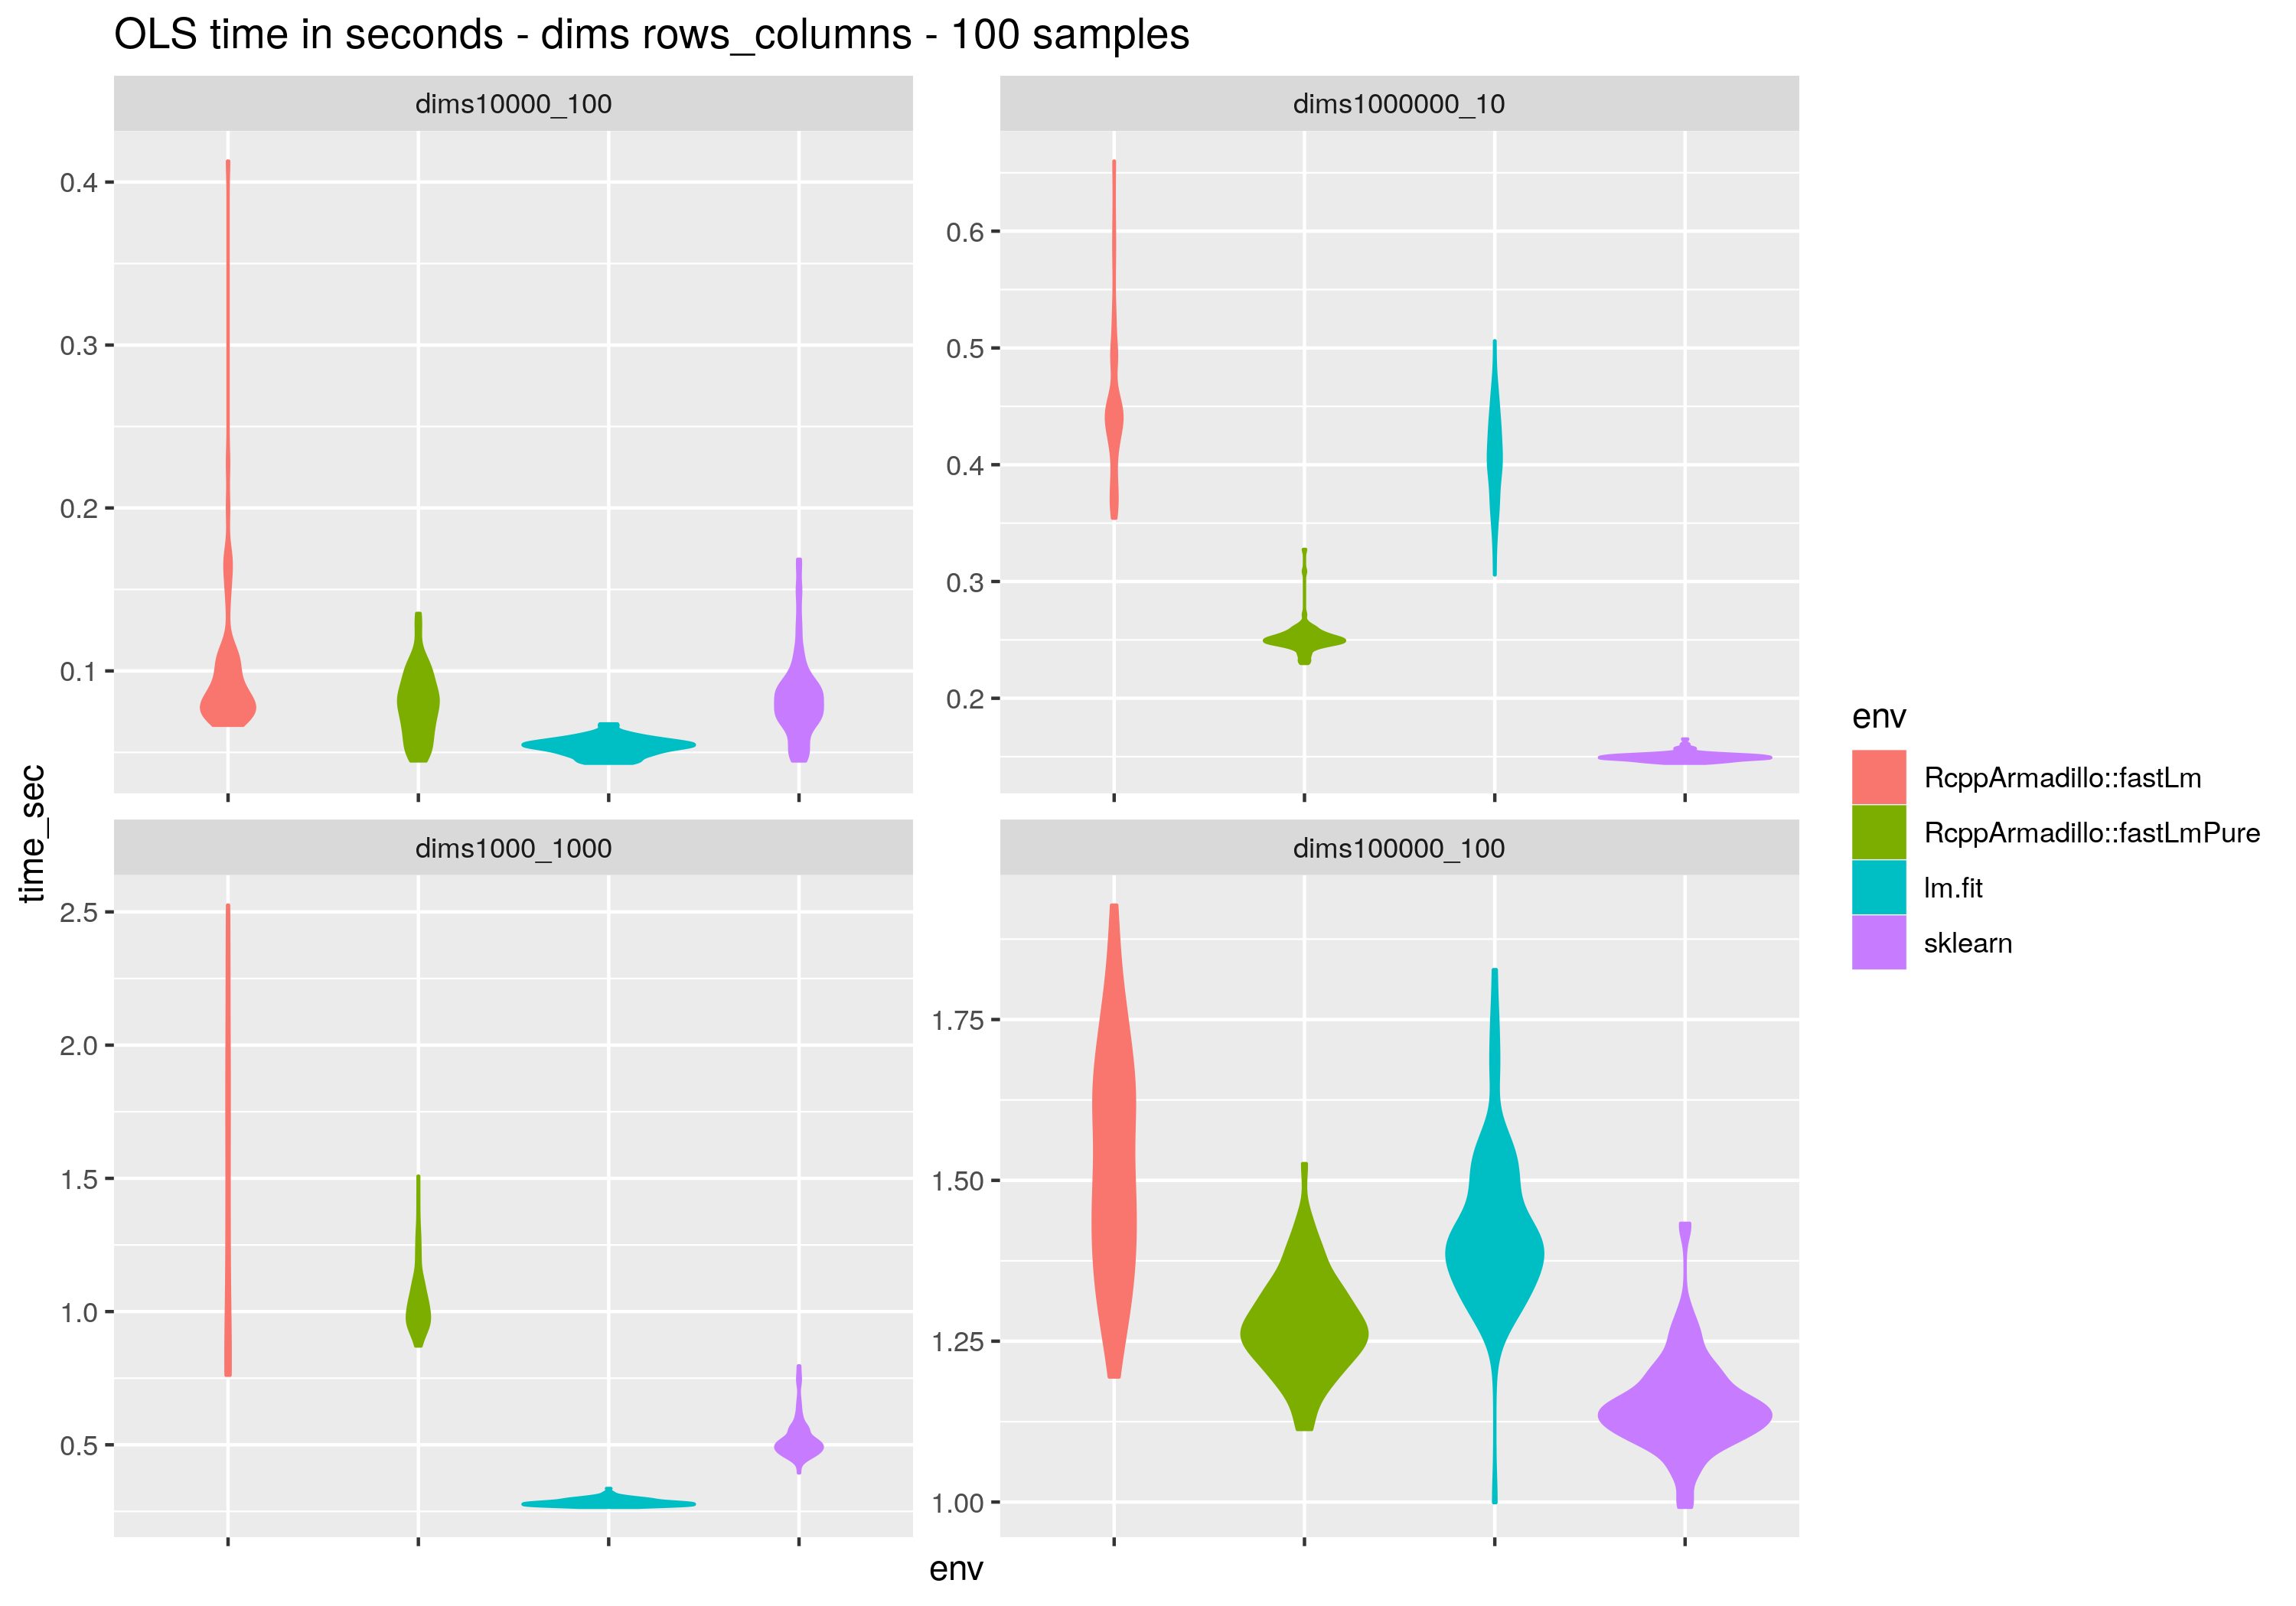 OLS time in seconds - dims rows_columns - 100 samples
dims10000_100
0.4
0.3
0.2
0.1
dims1000000_10
0.6
0.5
0.4
0.3
0.2
dims1000_1000
2.5
2.0
1.5
1.0
0.5
dims100000_100
1.75
1.50
1.25
1.00
time_sec
env
env
RcppArmadillo::fastLm
RcppArmadillo::fastLmPure
lm.fit
sklearn